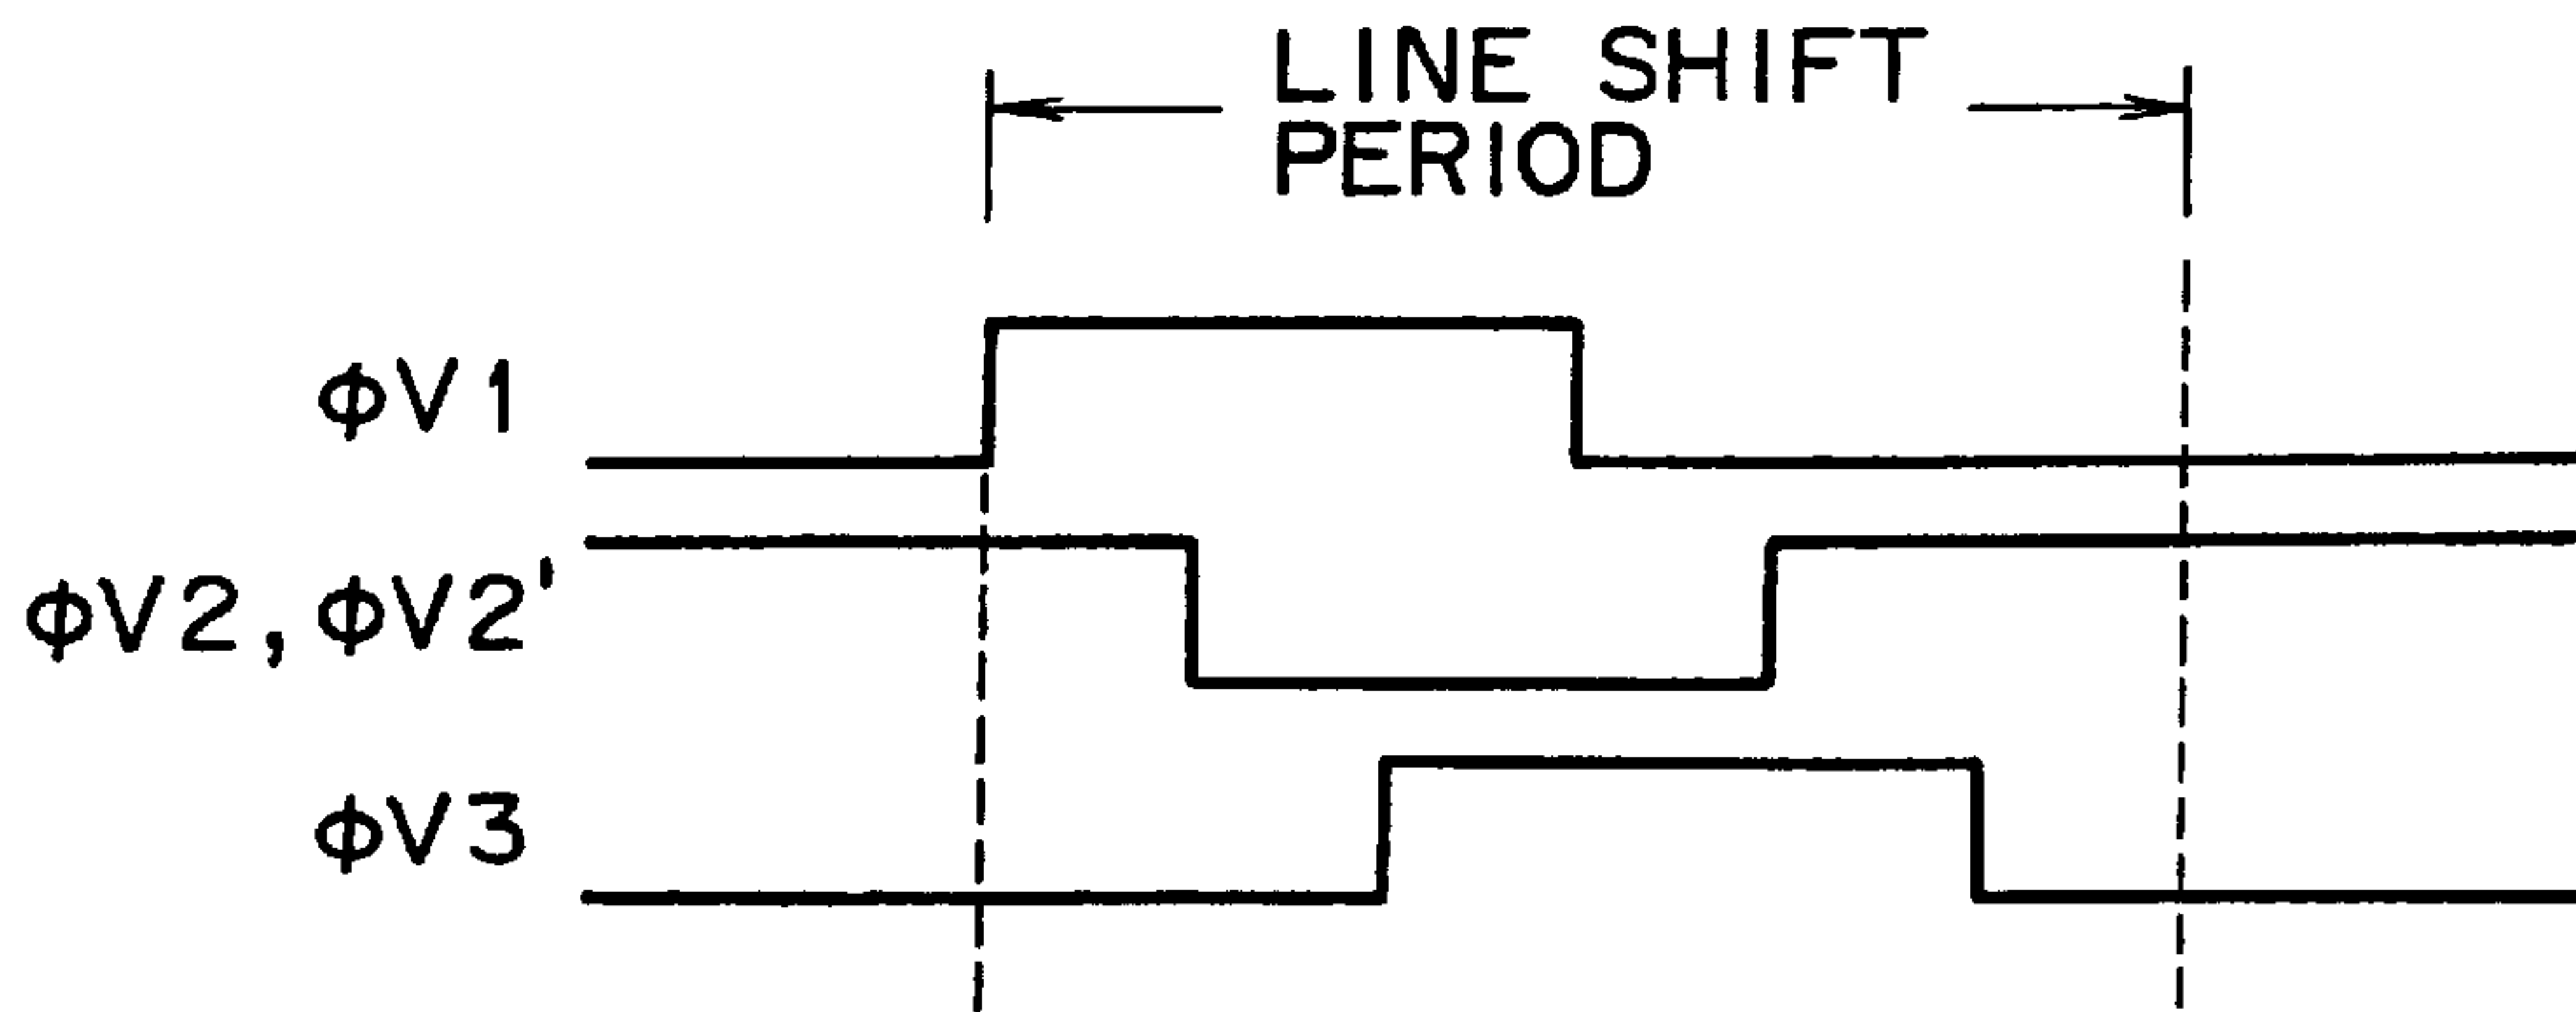 LINE SHIFT
PERIOD
φV1
φV2, φV2'
φV3